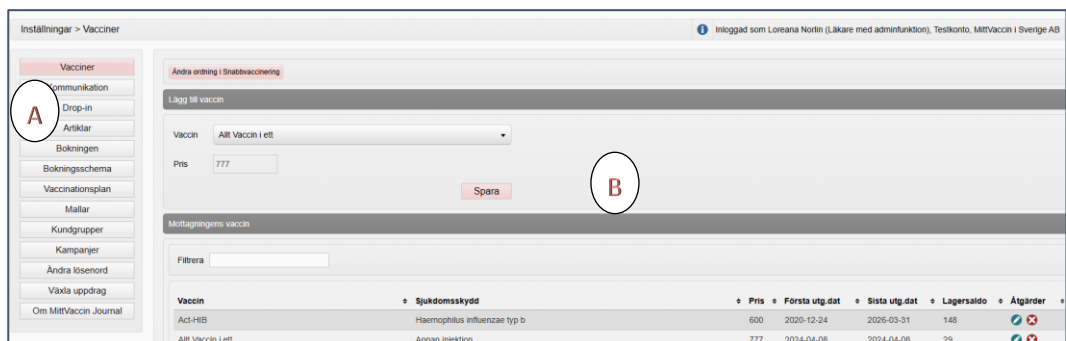 Inställningar > Vacciner
Inloggad som Loreana Norlin (Läkare med adminfunktion), Testkonto, MittVaccin i Sverige AB
Vacciner
Kommunikation
Drop-in
Artiklar
Bokningen
Bokningsschema
Vaccinationsplan
Mallar
Kundgrupper
Kampanjer
Ändra lösenord
Växla uppdrag
Om MittVaccin Journal
A
Ändra ordning i Snabbvaccinering
Lägg till vaccin
Vaccin Allt Vaccin i ett
Pris 777
Spara
B
Mottagningens vaccin
Filtrera
Vaccin Sjukdomsskydd Pris Första utg.dat Sista utg.dat Lagersaldo Åtgärder
Act-HIB Haemophilus influenzae typ b 600 2020-12-24 2026-03-31 148
Allt Vaccin i ett Annan injektion 777 2024-04-08 2024-04-08 29